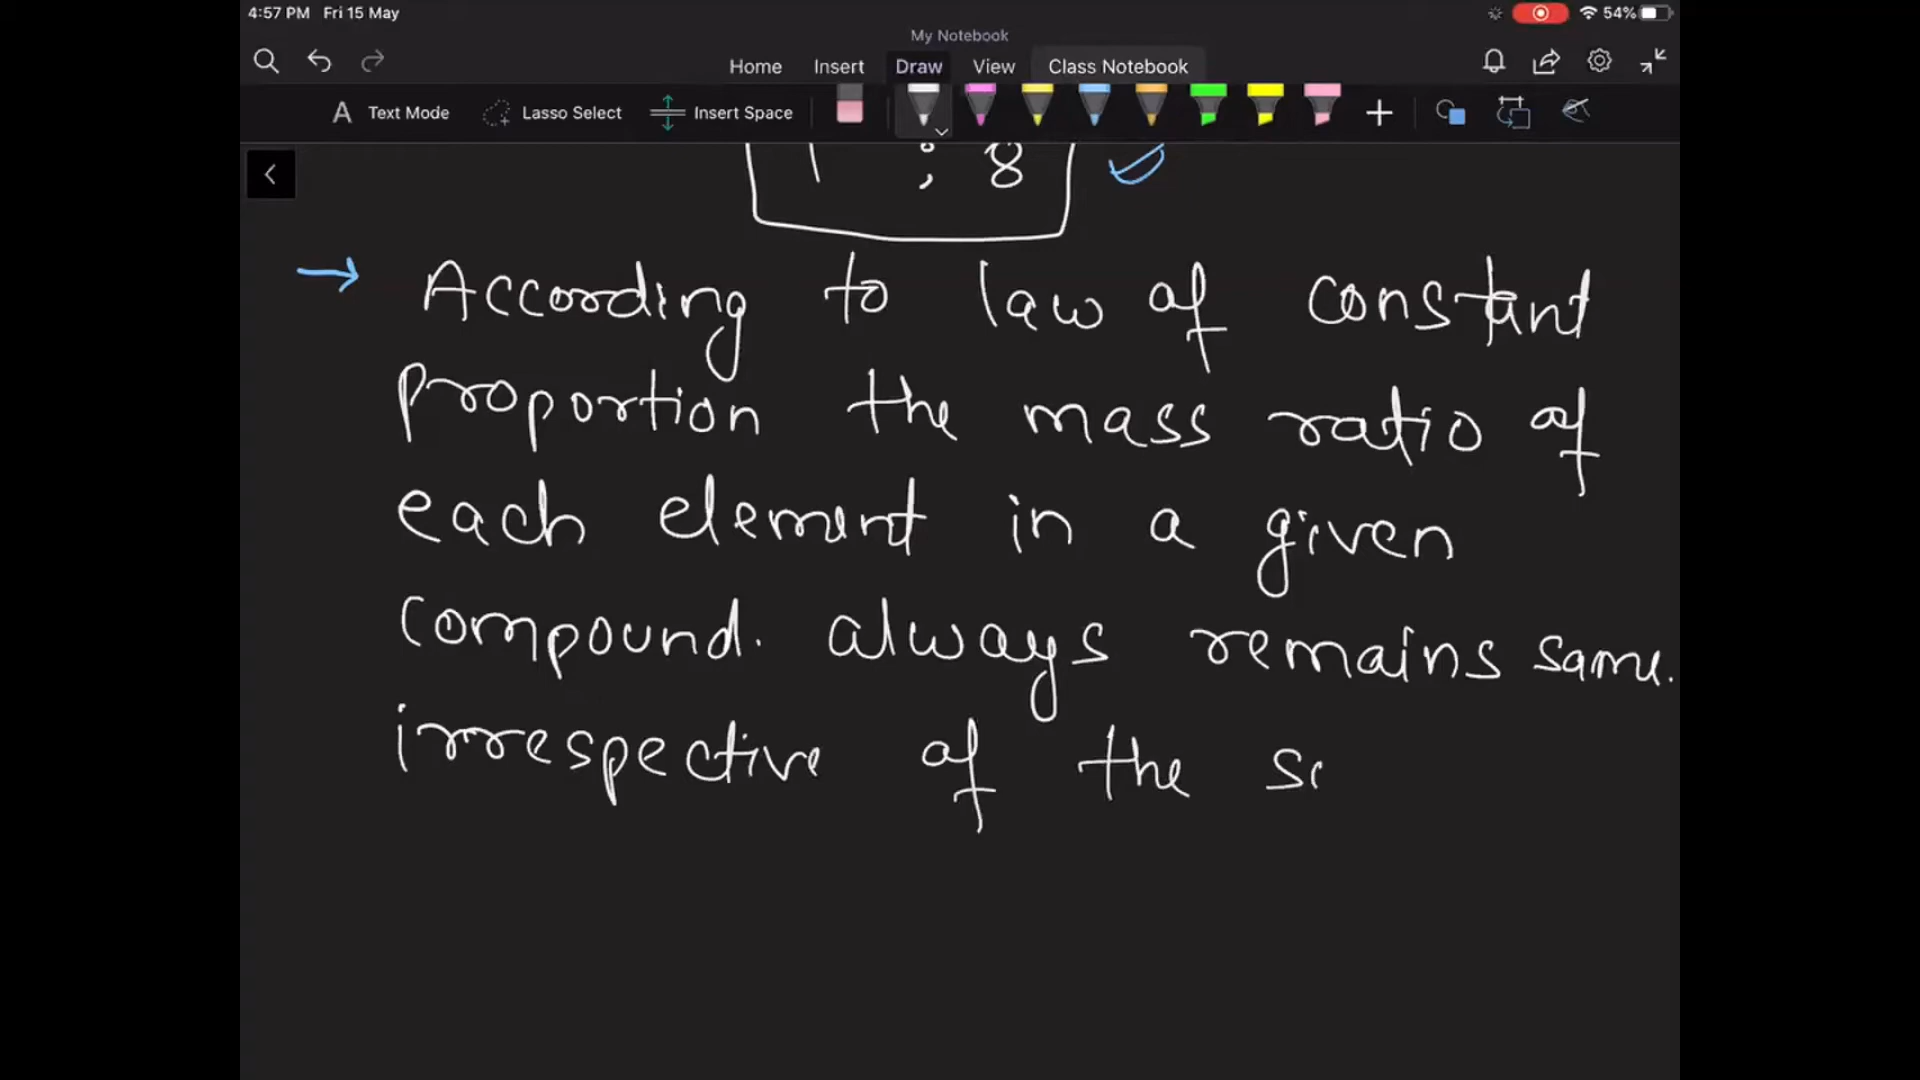 4:57 PM Fri 15 May
54%
My Notebook
Home Insert Draw View Class Notebook
A Text Mode Lasso Select Insert Space
1 : 8
According to law of constant
proportion the mass ratio of
each element in a given
compound. always remains same.
irrespective of the so